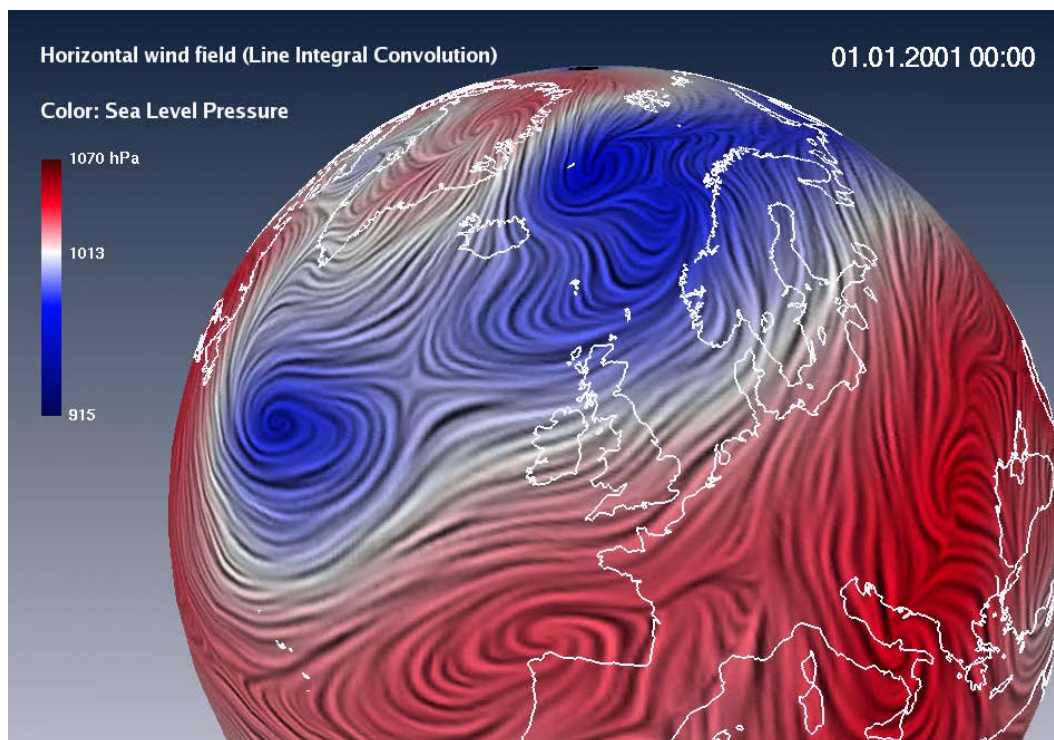 Horizontal wind field (Line Integral Convolution)
01.01.2001 00:00
Color: Sea Level Pressure
1070 hPa
1013
915